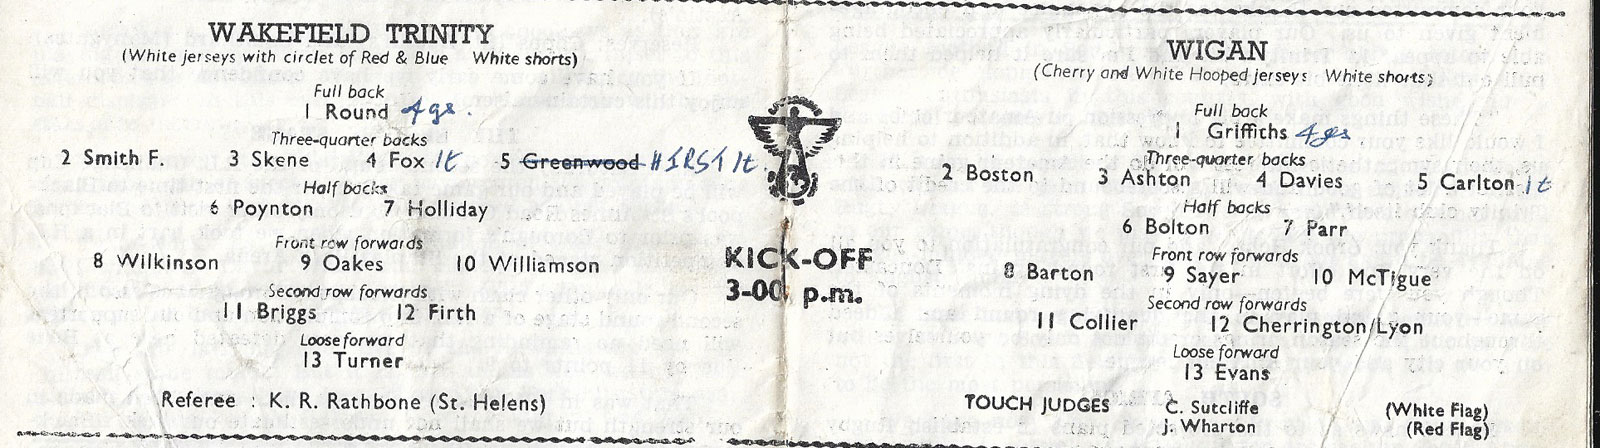 WAKEFIELD TRINITY
(White jerseys with circlet of Red & Blue White shorts)
Full back
1 Round 4 gs.
Three-quarter backs
2 Smith F. 3 Skene 4 Fox 1t 5 Greenwood HIRST 1t.
Half backs
6 Poynton 7 Holliday
Front row forwards
8 Wilkinson 9 Oakes 10 Williamson
Second row forwards
11 Briggs 12 Firth
Loose forward
13 Turner
Referee K. R. Rathbone (St. Helens)
KICK-OFF
3-00 p.m.
WIGAN
(Cherry and White Hooped jerseys White shorts)
Full back
1 Griffiths 4gs
Three-quarter backs
2 Boston 3 Ashton 4 Davies 5 Carlton 1t
Half backs
6 Bolton 7 Parr
Front row forwards
8 Barton 9 Sayer 10 McTigue
Second row forwards
11 Collier 12 Cherrington/Lyon
Loose forward
13 Evans
TOUCH JUDGES C. Sutcliffe (White Flag)
J. Wharton (Red Flag)